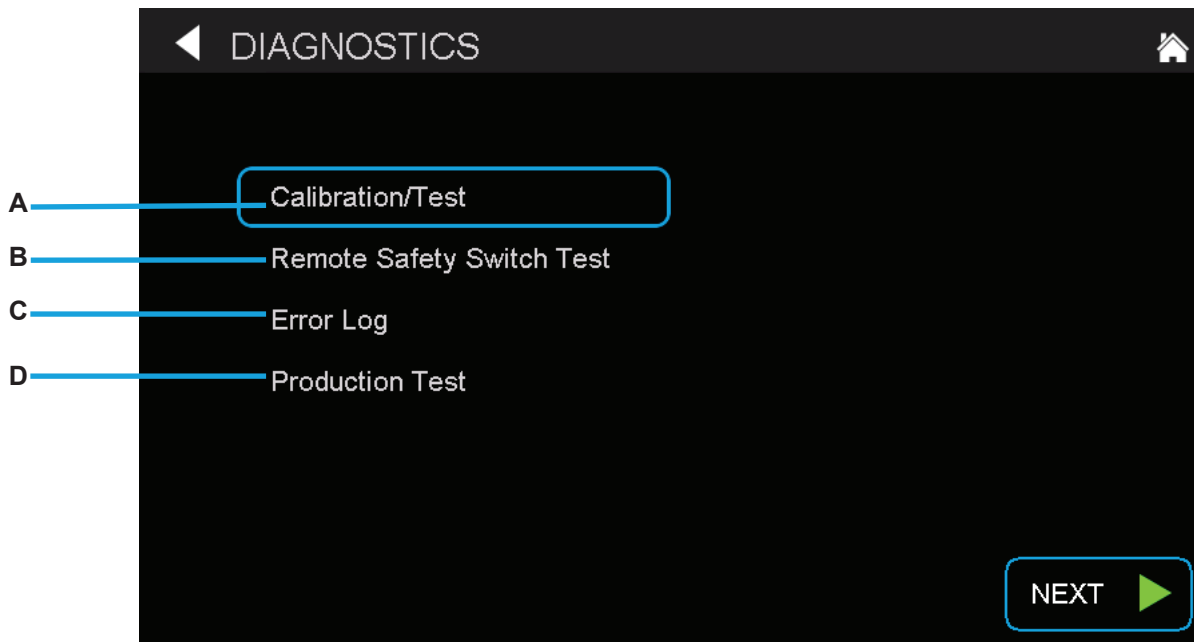 DIAGNOSTICS
A Calibration/Test
B Remote Safety Switch Test
C Error Log
D Production Test
NEXT